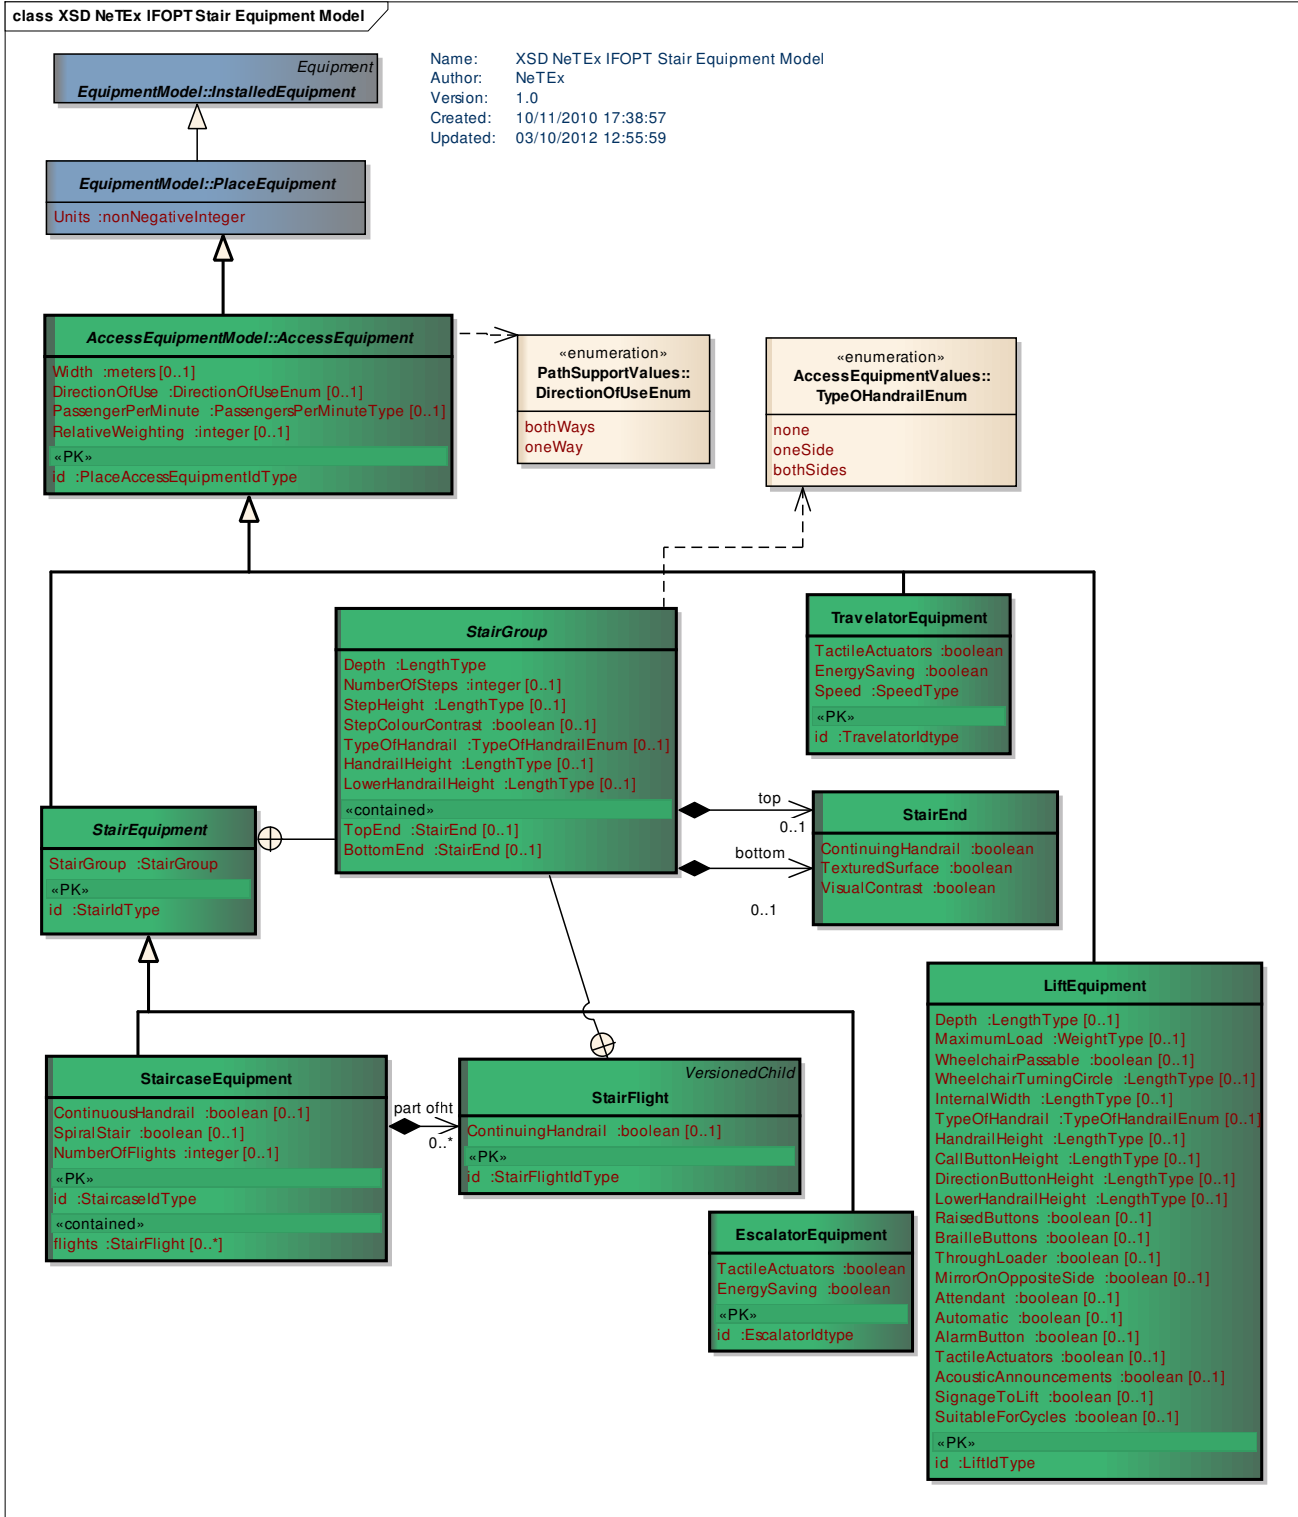 class XSD NeTEx IFOPT Stair Equipment Model
Name: XSD NeTEx IFOPT Stair Equipment Model
Author: NeTEx
Version: 1.0
Created: 10/11/2010 17:38:57
Updated: 03/10/2012 12:55:59
Equipment
EquipmentModel::InstalledEquipment
EquipmentModel::PlaceEquipment
Units :nonNegativeInteger
AccessEquipmentModel::AccessEquipment
Width :meters [0..1]
DirectionOfUse :DirectionOfUseEnum [0..1]
PassengerPerMinute :PassengersPerMinuteType [0..1]
RelativeWeighting :integer [0..1]
«PK»
id :PlaceAccessEquipmentIdType
«enumeration»
PathSupportValues::
DirectionOfUseEnum
bothWays
oneWay
«enumeration»
AccessEquipmentValues::
TypeOHandrailEnum
none
oneSide
bothSides
StairGroup
Depth :LengthType
NumberOfSteps :integer [0..1]
StepHeight :LengthType [0..1]
StepColourContrast :boolean [0..1]
TypeOfHandrail :TypeOfHandrailEnum [0..1]
HandrailHeight :LengthType [0..1]
LowerHandrailHeight :LengthType [0..1]
«contained»
TopEnd :StairEnd [0..1]
BottomEnd :StairEnd [0..1]
TravelatorEquipment
TactileActuators :boolean
EnergySaving :boolean
Speed :SpeedType
«PK»
id :TravelatorIdtype
top
0..1
bottom
0..1
StairEnd
ContinuingHandrail :boolean
TexturedSurface :boolean
VisualContrast :boolean
StairEquipment
StairGroup :StairGroup
«PK»
id :StairIdType
StaircaseEquipment
ContinuousHandrail :boolean [0..1]
SpiralStair :boolean [0..1]
NumberOfFlights :integer [0..1]
«PK»
id :StaircaseIdType
«contained»
flights :StairFlight [0..*]
part ofht
0..*
VersionedChild
StairFlight
ContinuingHandrail :boolean [0..1]
«PK»
id :StairFlightIdType
EscalatorEquipment
TactileActuators :boolean
EnergySaving :boolean
«PK»
id :EscalatorIdtype
LiftEquipment
Depth :LengthType [0..1]
MaximumLoad :WeightType [0..1]
WheelchairPassable :boolean [0..1]
WheelchairTurningCircle :LengthType [0..1]
InternalWidth :LengthType [0..1]
TypeOfHandrail :TypeOfHandrailEnum [0..1]
HandrailHeight :LengthType [0..1]
CallButtonHeight :LengthType [0..1]
DirectionButtonHeight :LengthType [0..1]
LowerHandrailHeight :LengthType [0..1]
RaisedButtons :boolean [0..1]
BrailleButtons :boolean [0..1]
ThroughLoader :boolean [0..1]
MirrorOnOppositeSide :boolean [0..1]
Attendant :boolean [0..1]
Automatic :boolean [0..1]
AlarmButton :boolean [0..1]
TactileActuators :boolean [0..1]
AcousticAnnouncements :boolean [0..1]
SignageToLift :boolean [0..1]
SuitableForCycles :boolean [0..1]
«PK»
id :LiftIdType